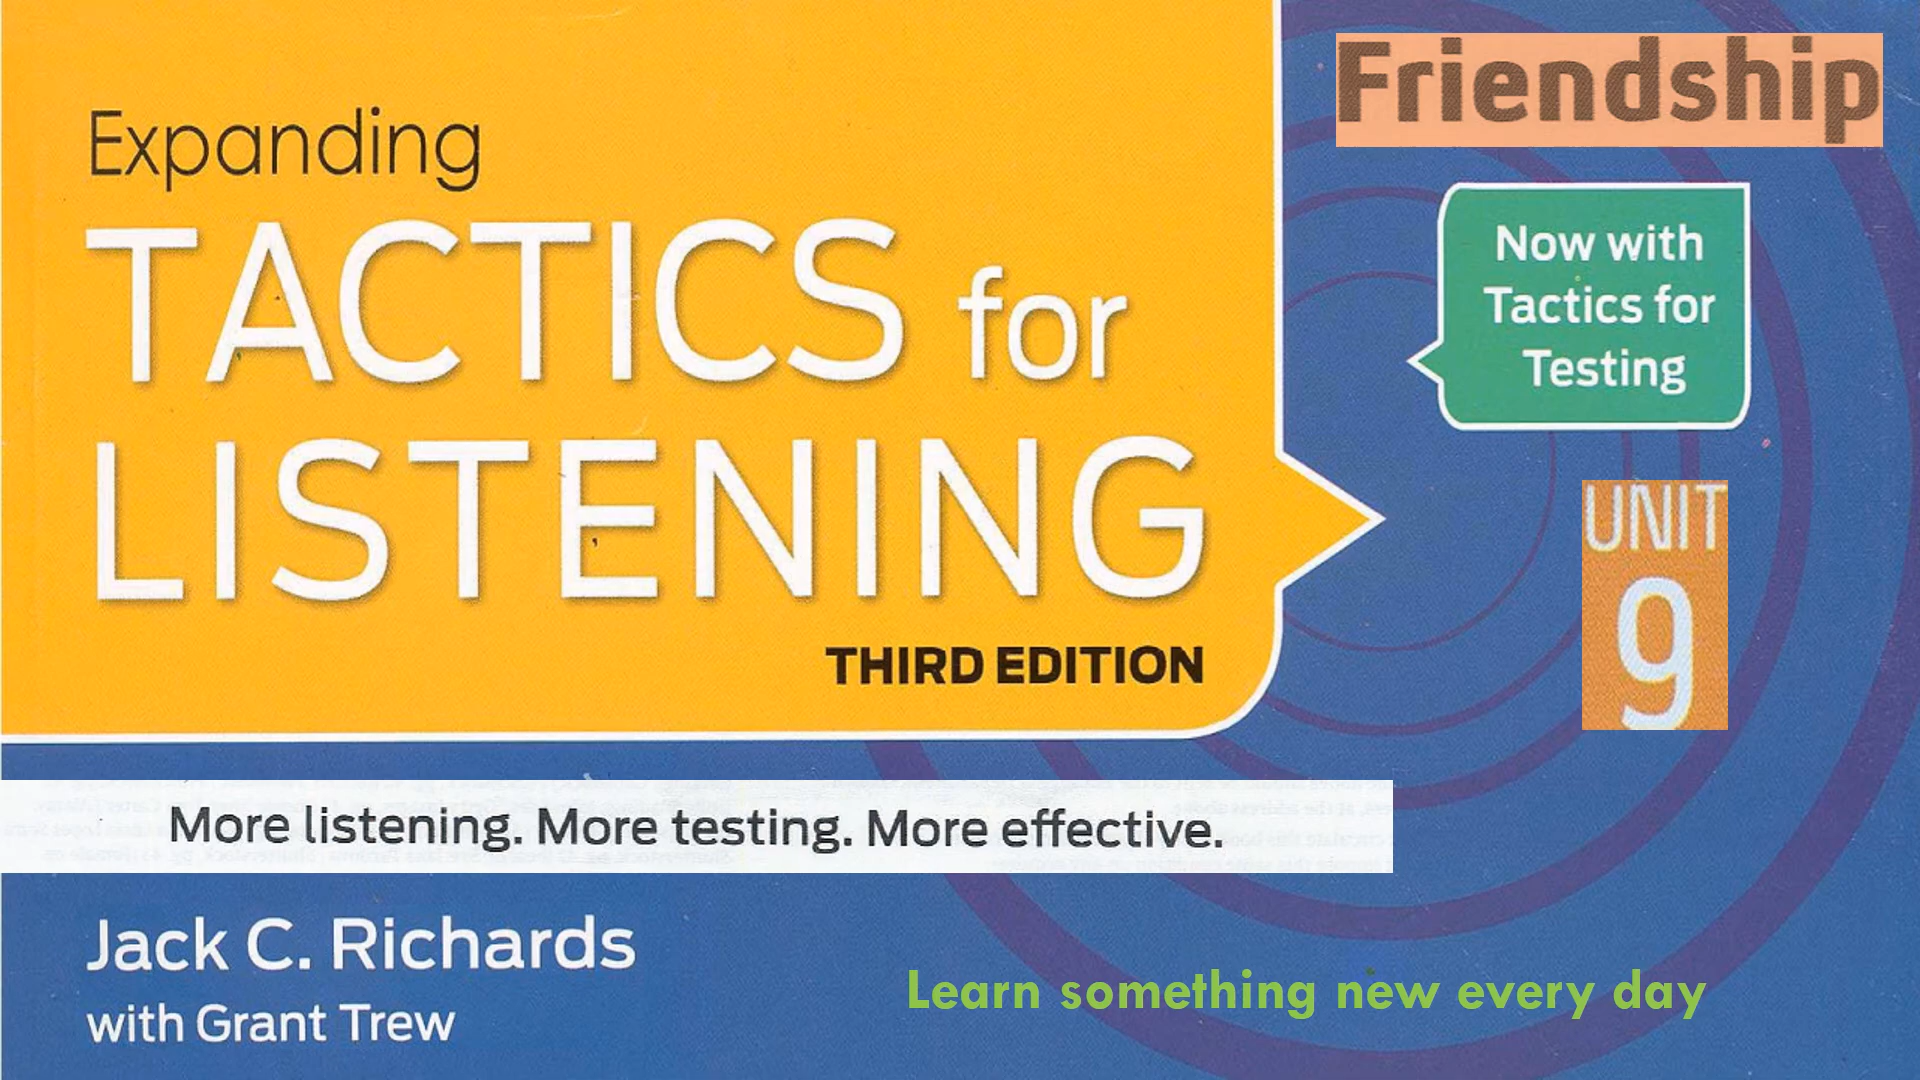 Friendship
Expanding
TACTICS for
LISTENING
THIRD EDITION
Now with
Tactics for
Testing
UNIT
9
More listening. More testing. More effective.
Jack C. Richards
with Grant Trew
Learn something new every day